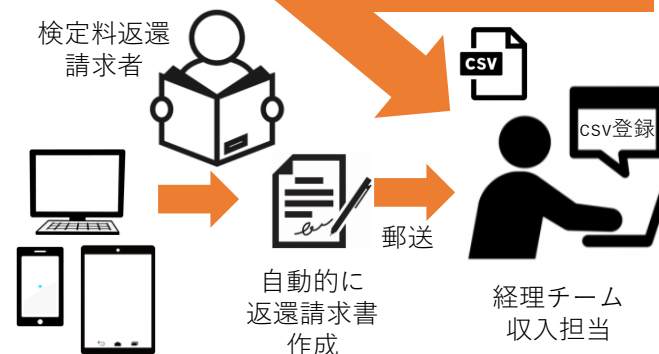 検定料返還
請求者
CSV
csv登録
郵送
自動的に
返還請求書
作成
経理チーム
収入担当